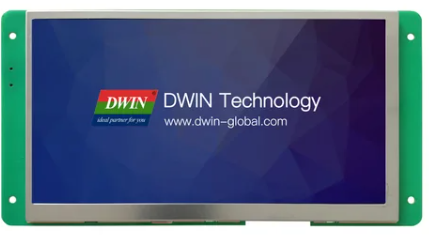 DWIN
ideal partner for you
DWIN Technology
www.dwin-global.com